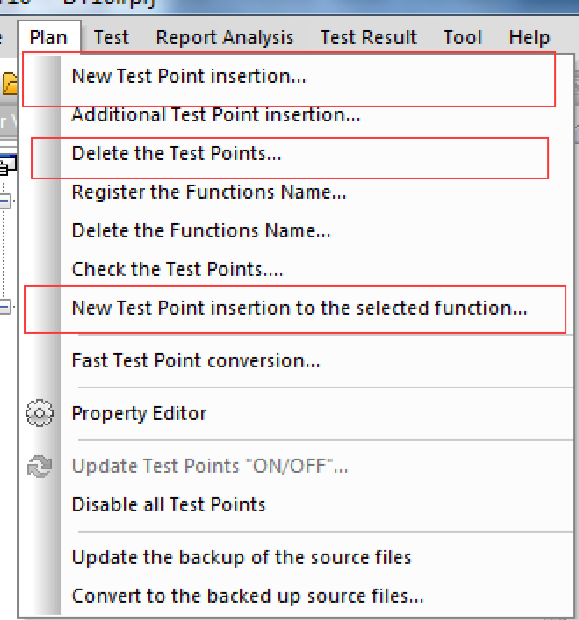 Plan Test Report Analysis Test Result Tool Help
New Test Point insertion...
Additional Test Point insertion...
Delete the Test Points...
Register the Functions Name...
Delete the Functions Name...
Check the Test Points....
New Test Point insertion to the selected function...
Fast Test Point conversion...
Property Editor
Update Test Points "ON/OFF"...
Disable all Test Points
Update the backup of the source files
Convert to the backed up source files...